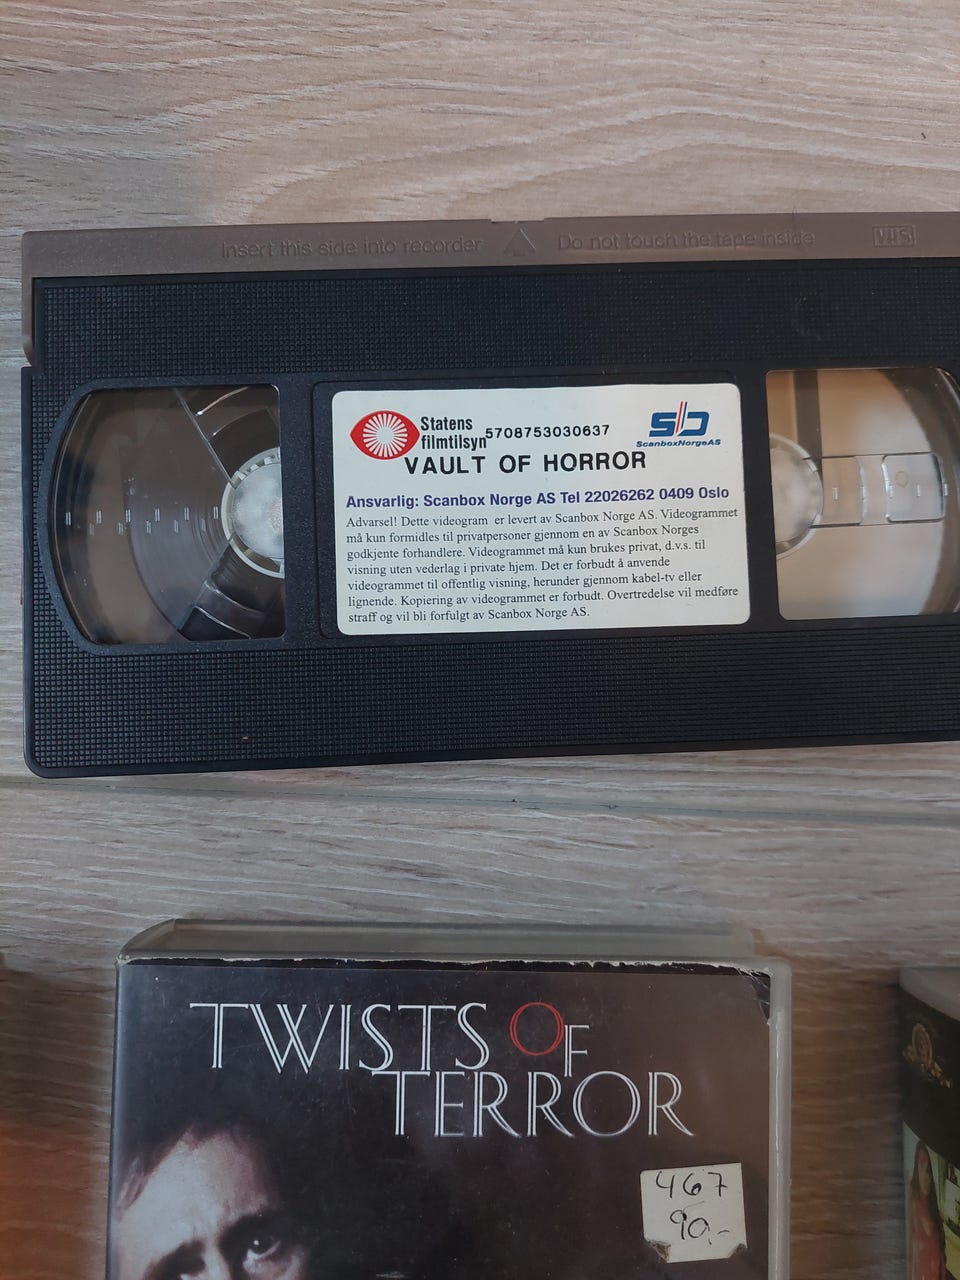 Insert this side into recorder Do not touch the tape inside VHS
Statens
filmtilsyn
5708753030637
SD
ScanboxNorgeAS
VAULT OF HORROR
Ansvarlig: Scanbox Norge AS Tel 22026262 0409 Oslo
Advarsel! Dette videogram er levert av Scanbox Norge AS. Videogrammet
må kun formidles til privatpersoner gjennom en av Scanbox Norges
godkjente forhandlere. Videogrammet må kun brukes privat, d.v.s. til
visning uten vederlag i private hjem. Det er forbudt å anvende
videogrammet til offentlig visning, herunder gjennom kabel-tv eller
lignende. Kopiering av videogrammet er forbudt. Overtredelse vil medføre
straff og vil bli forfulgt av Scanbox Norge AS.
TWISTS OF
TERROR
467
90,-